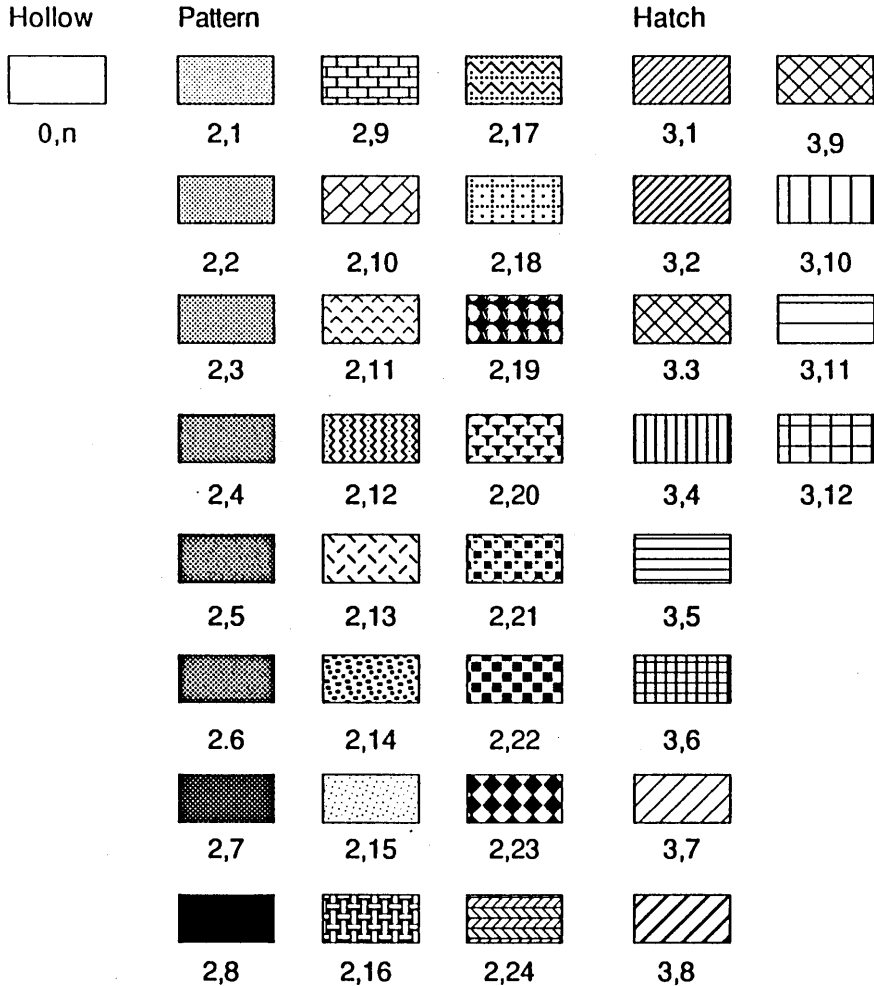 Hollow Pattern Hatch
0,n 2,1 2,9 2,17 3,1 3,9
2,2 2,10 2,18 3,2 3,10
2,3 2,11 2,19 3.3 3,11
2,4 2,12 2,20 3,4 3,12
2,5 2,13 2,21 3,5
2.6 2,14 2,22 3,6
2,7 2,15 2,23 3,7
2,8 2,16 2,24 3,8